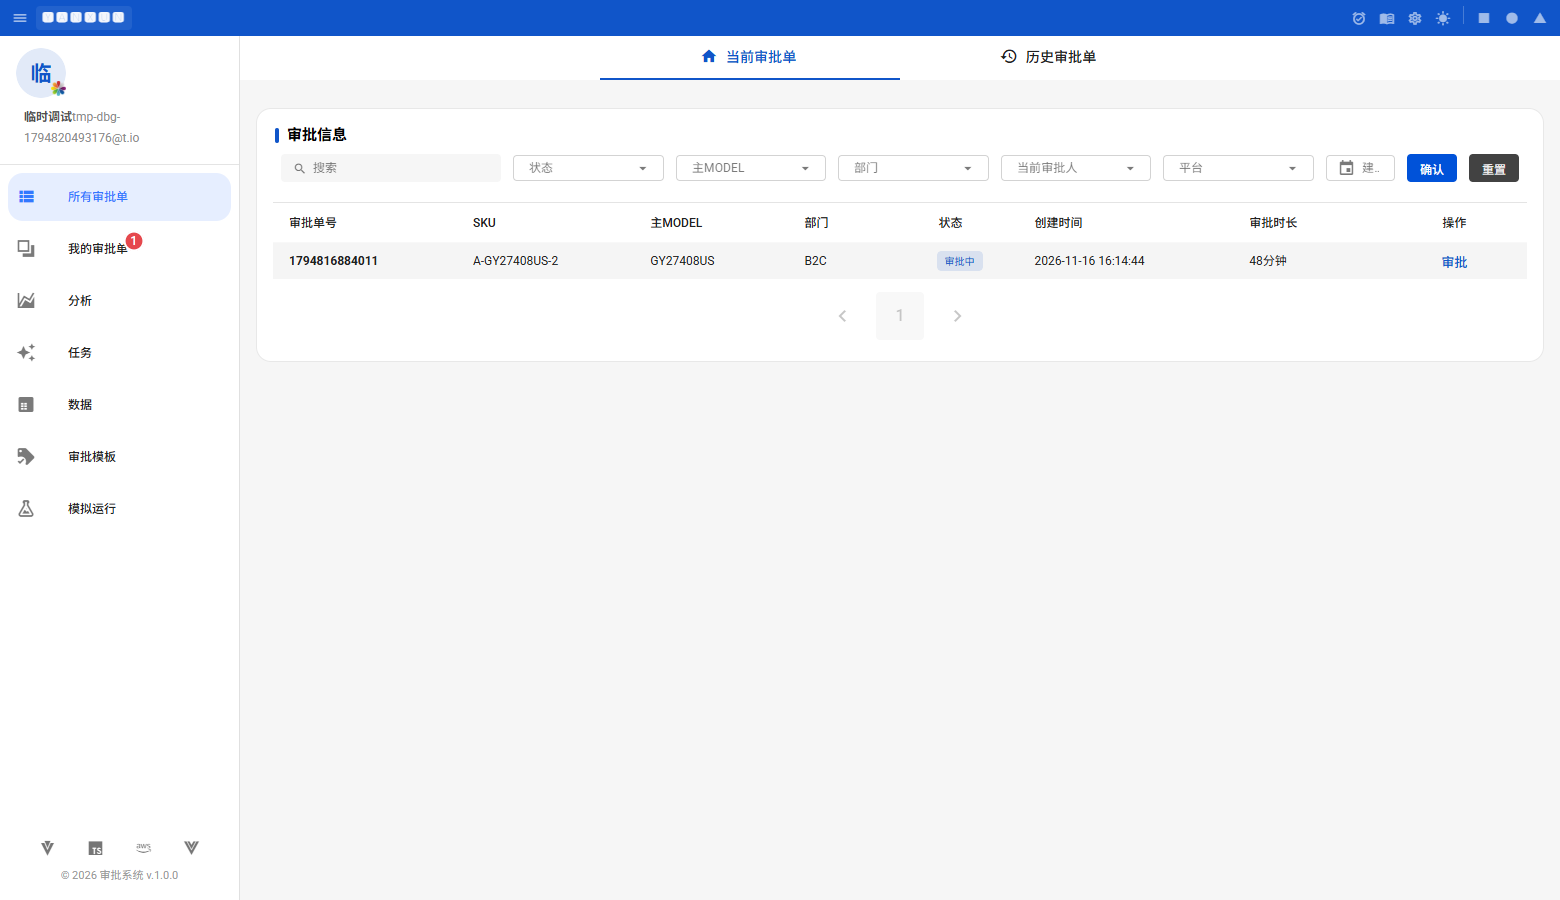 当前审批单
历史审批单
临
临时调试tmp-dbg-
1794820493176@t.io
所有审批单
我的审批单
1
分析
任务
数据
审批模板
模拟运行
TS
aws
© 2026 审批系统 v.1.0.0
审批信息
搜索
状态
主MODEL
部门
当前审批人
平台
建..
确认
重置
审批单号 SKU 主MODEL 部门 状态 创建时间 审批时长 操作
1794816884011 A-GY27408US-2 GY27408US B2C 审批中 2026-11-16 16:14:44 48分钟 审批
1